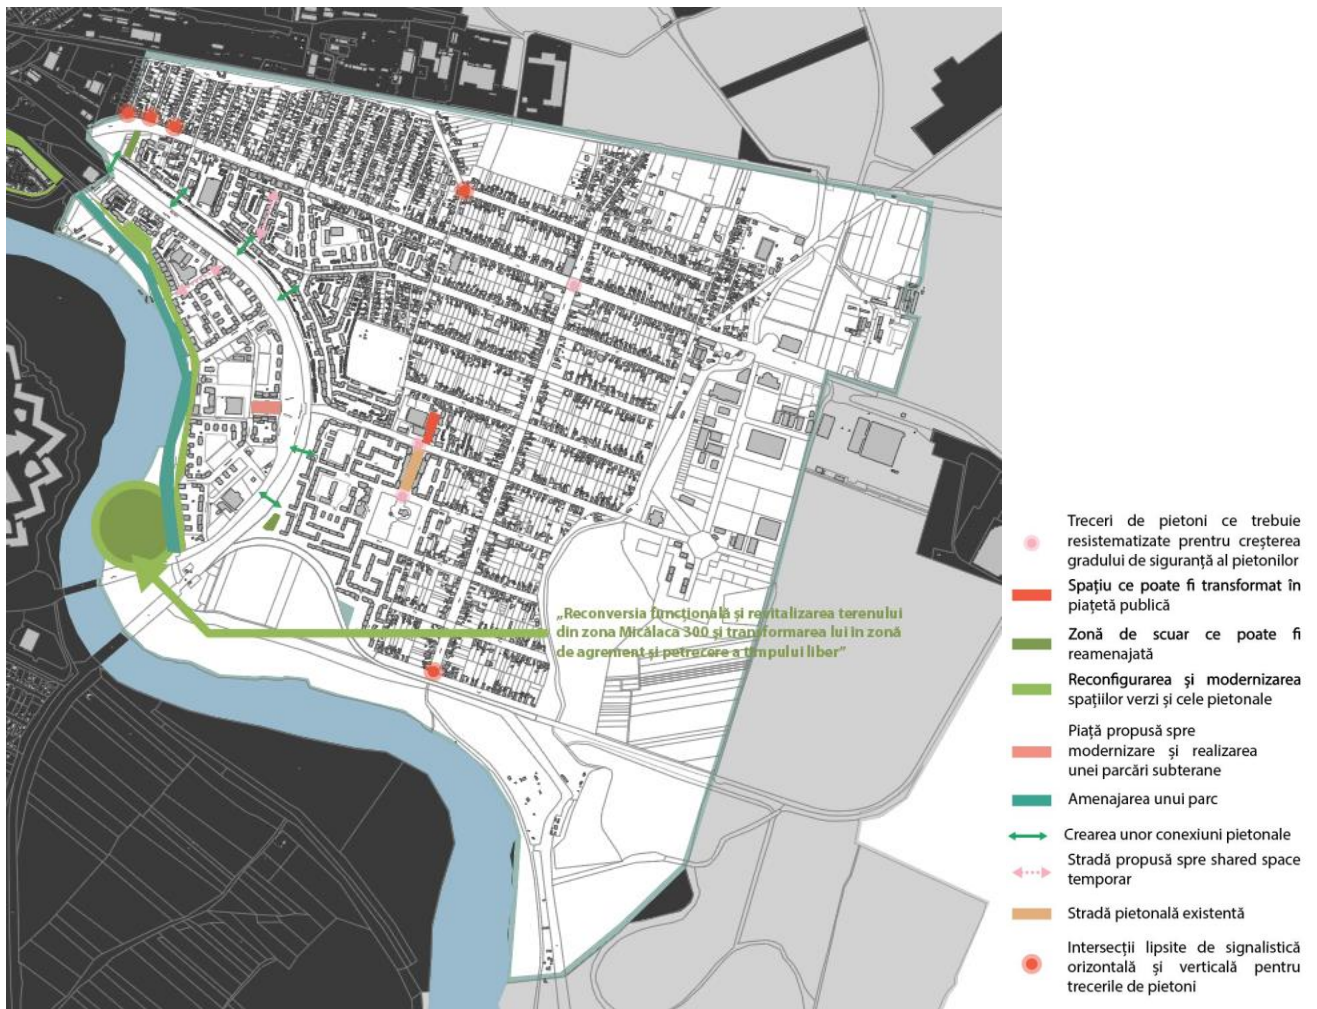 „Reconversia funcțională și revitalizarea terenului
din zona Micălaca 300 și transformarea lui în zonă
de agrement și petrecere a timpului liber”
Treceri de pietoni ce trebuie
resistematizate prentru creșterea
gradului de siguranță al pietonilor
Spațiu ce poate fi transformat în
piațetă publică
Zonă de scuar ce poate fi
reamenajată
Reconfigurarea și modernizarea
spațiilor verzi și cele pietonale
Piață propusă spre
modernizare și realizarea
unei parcări subterane
Amenajarea unui parc
Crearea unor conexiuni pietonale
Stradă propusă spre shared space
temporar
Stradă pietonală existentă
Intersecții lipsite de signalistică
orizontală și verticală pentru
trecerile de pietoni